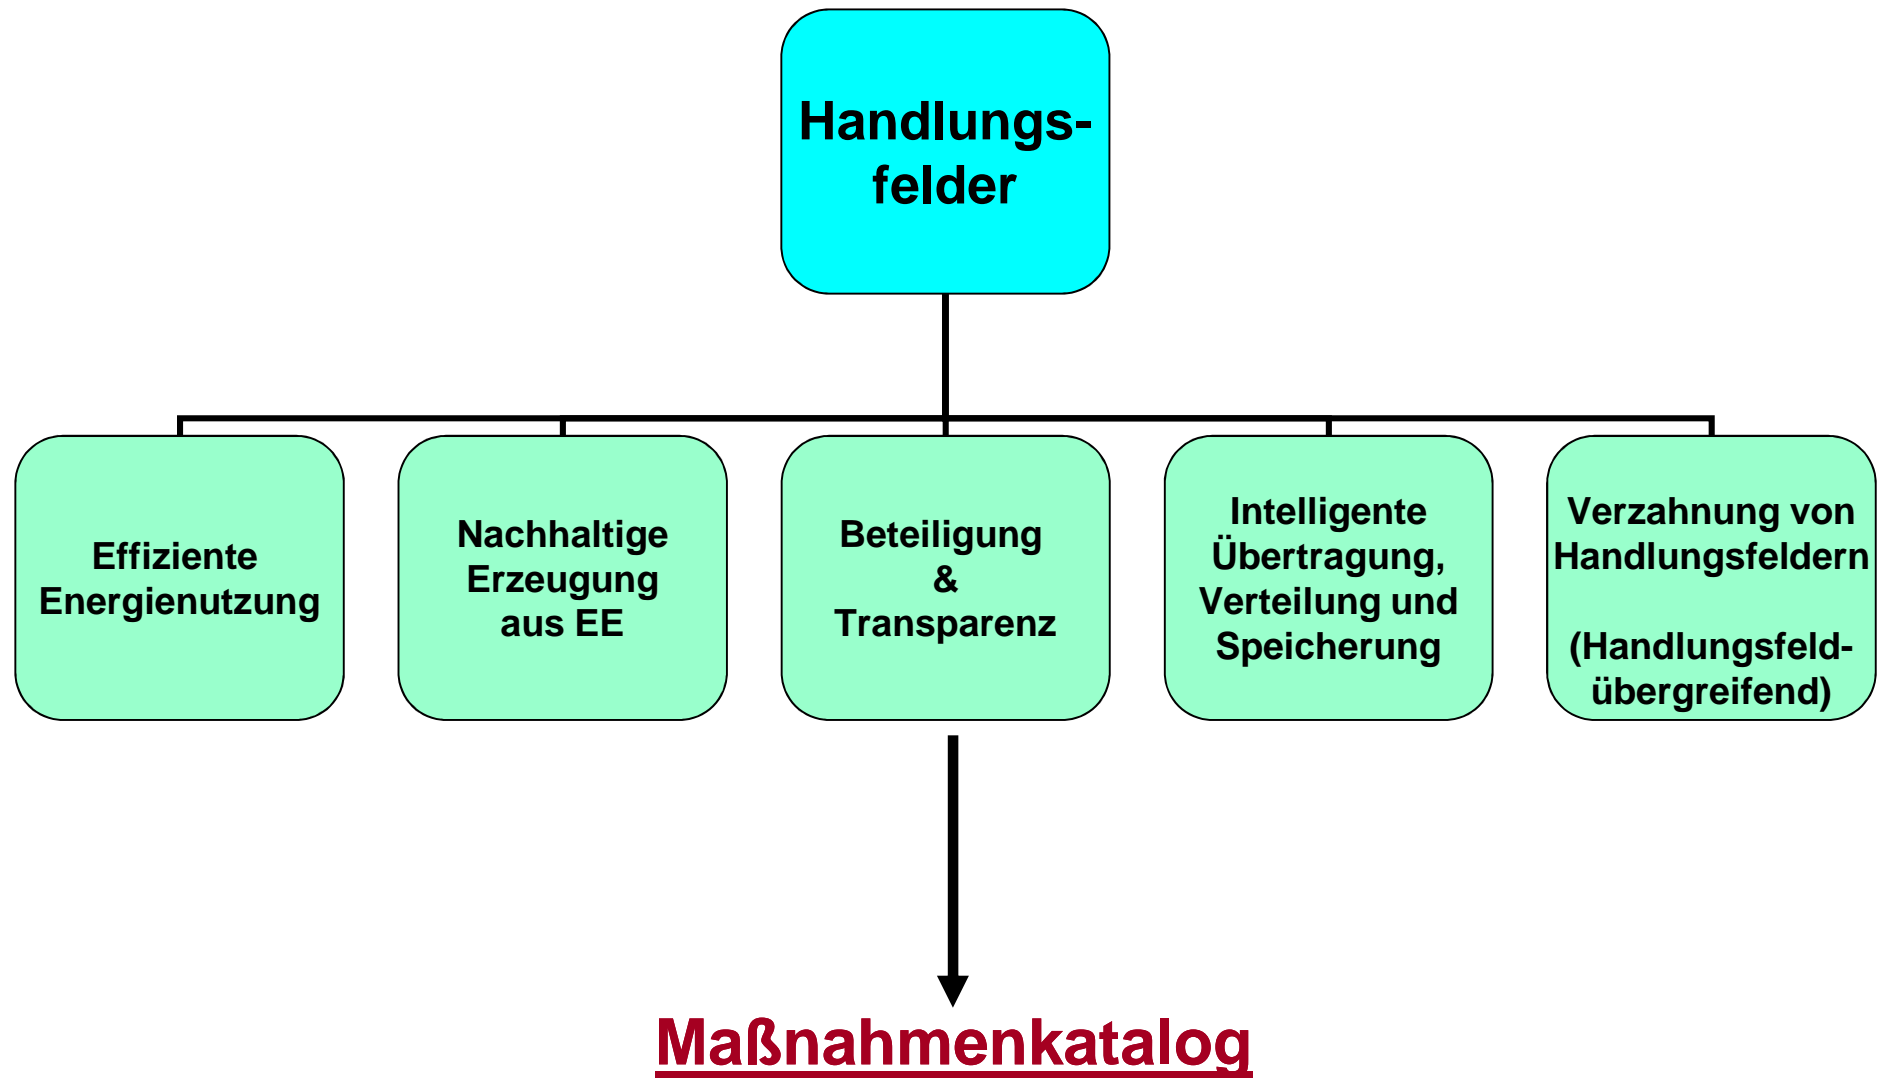 Handlungs-
felder
Effiziente
Energienutzung
Nachhaltige
Erzeugung
aus EE
Beteiligung
&
Transparenz
Intelligente
Übertragung,
Verteilung und
Speicherung
Verzahnung von
Handlungsfeldern
(Handlungsfeld-
übergreifend)
Maßnahmenkatalog